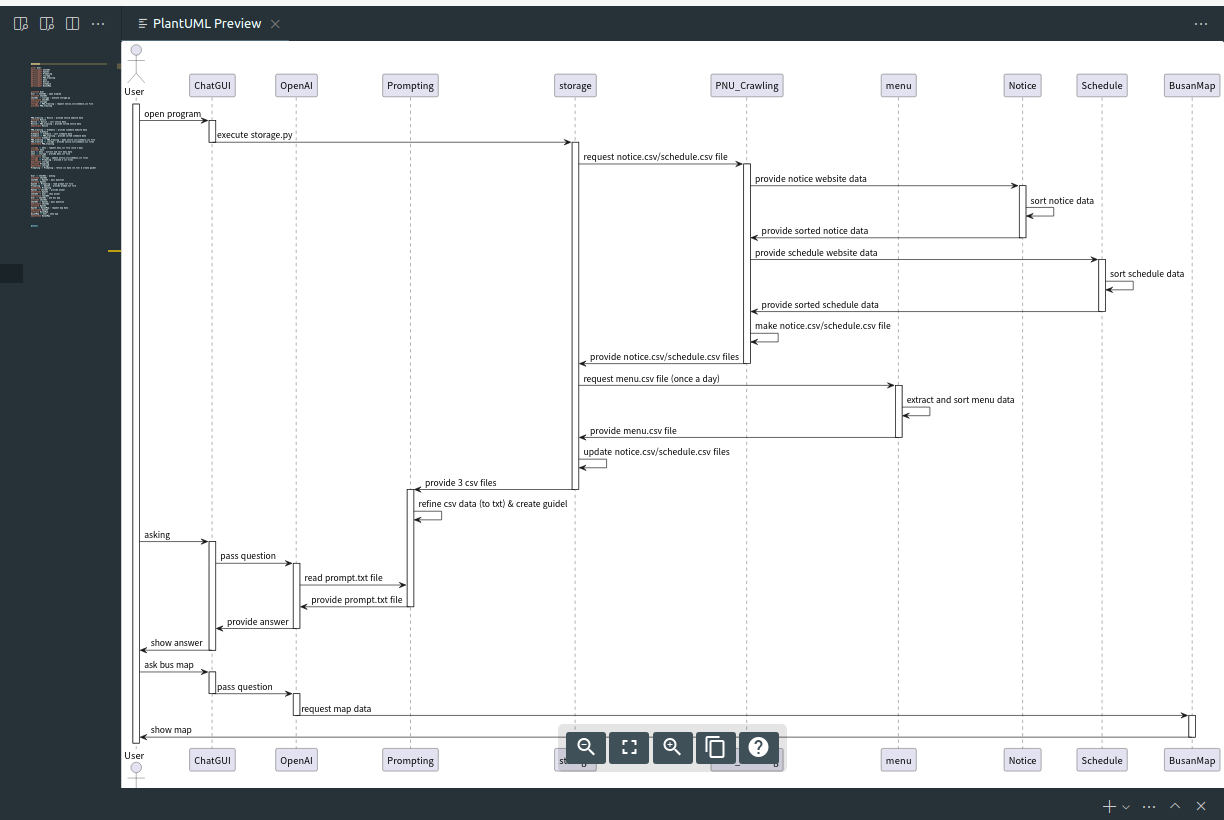 PlantUML Preview
User
ChatGUI
OpenAI
Prompting
storage
PNU_Crawling
menu
Notice
Schedule
BusanMap
open program
execute storage.py
request notice.csv/schedule.csv file
provide notice website data
sort notice data
provide sorted notice data
provide schedule website data
sort schedule data
provide sorted schedule data
make notice.csv/schedule.csv file
provide notice.csv/schedule.csv files
request menu.csv file (once a day)
extract and sort menu data
provide menu.csv file
update notice.csv/schedule.csv files
provide 3 csv files
refine csv data (to txt) & create guidel
asking
pass question
read prompt.txt file
provide prompt.txt file
provide answer
show answer
ask bus map
pass question
request map data
show map
User
ChatGUI
OpenAI
Prompting
menu
Notice
Schedule
BusanMap